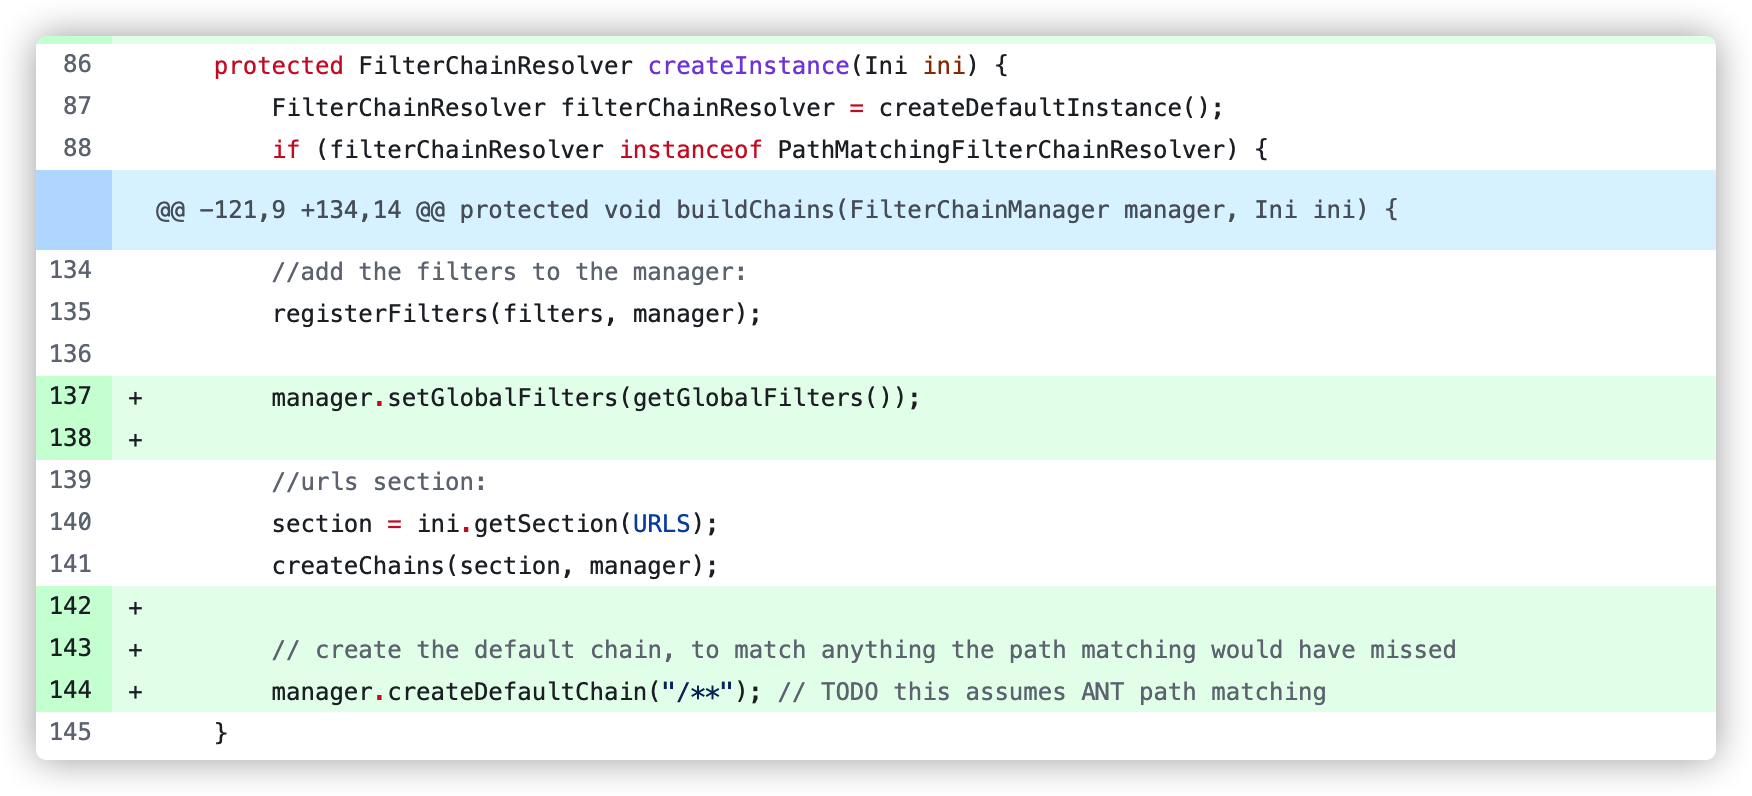 86 protected FilterChainResolver createInstance(Ini ini) {
87 FilterChainResolver filterChainResolver = createDefaultInstance();
88 if (filterChainResolver instanceof PathMatchingFilterChainResolver) {
@@ -121,9 +134,14 @@ protected void buildChains(FilterChainManager manager, Ini ini) {
134 //add the filters to the manager:
135 registerFilters(filters, manager);
136
137 + manager.setGlobalFilters(getGlobalFilters());
138 +
139 //urls section:
140 section = ini.getSection(URLS);
141 createChains(section, manager);
142 +
143 + // create the default chain, to match anything the path matching would have missed
144 + manager.createDefaultChain("/**"); // TODO this assumes ANT path matching
145 }